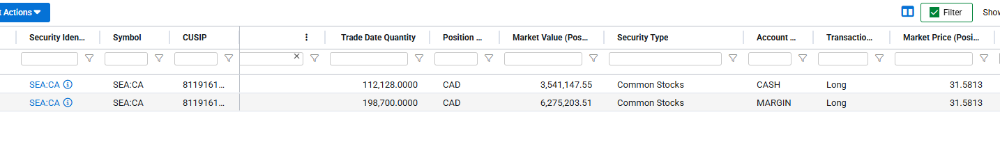 t Actions Filter Show
Security Iden... Symbol CUSIP Trade Date Quantity Position ... Market Value (Pos... Security Type Account ... Transactio... Market Price (Posi...
SEA:CA SEA:CA 8119161... 112,128.0000 CAD 3,541,147.55 Common Stocks CASH Long 31.5813
SEA:CA SEA:CA 8119161... 198,700.0000 CAD 6,275,203.51 Common Stocks MARGIN Long 31.5813